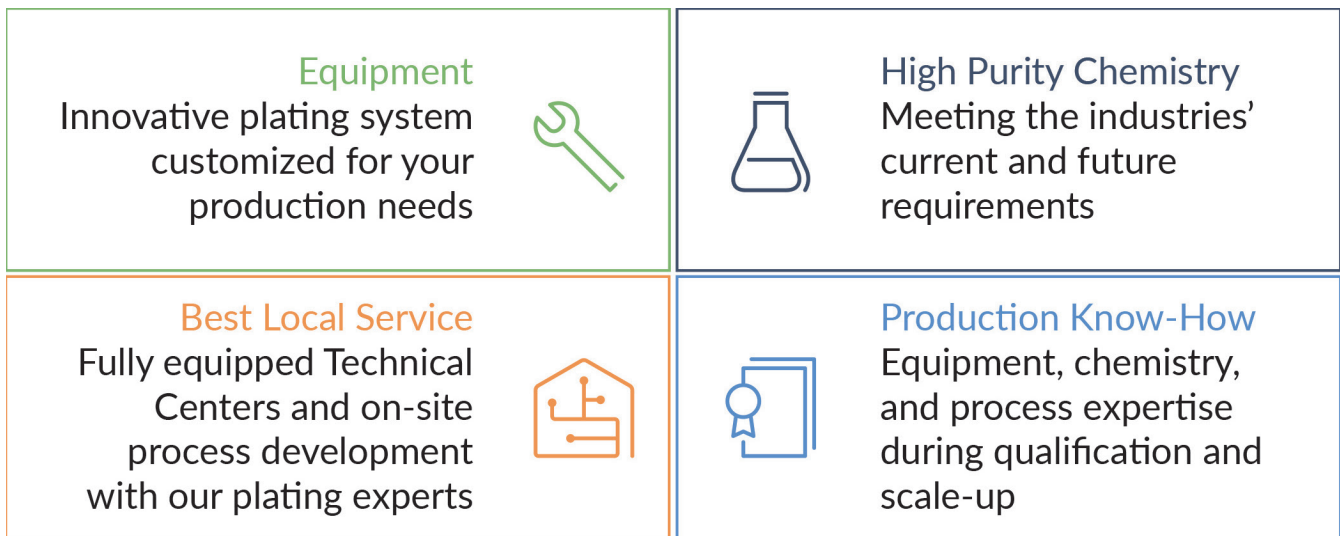 Equipment
Innovative plating system
customized for your
production needs
High Purity Chemistry
Meeting the industries’
current and future
requirements
Best Local Service
Fully equipped Technical
Centers and on-site
process development
with our plating experts
Production Know-How
Equipment, chemistry,
and process expertise
during qualification and
scale-up